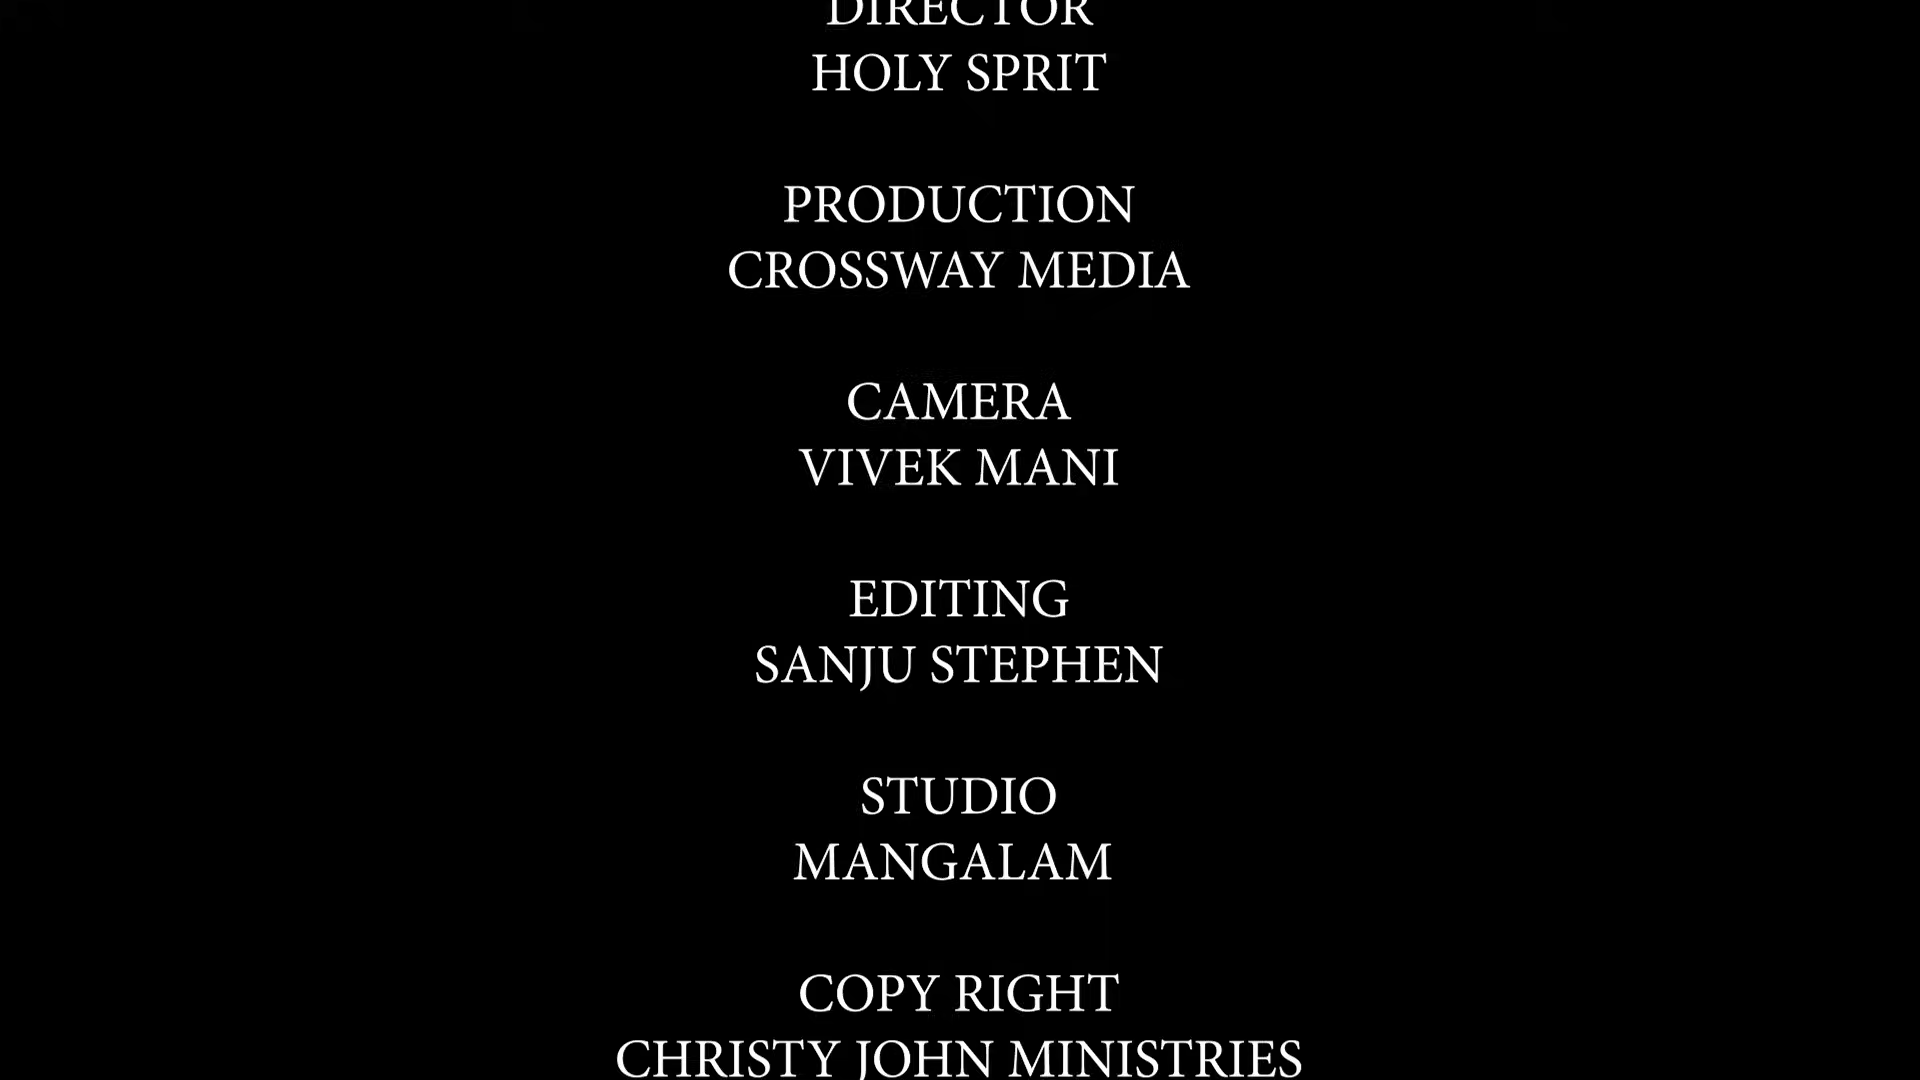 DIRECTOR
HOLY SPRIT
PRODUCTION
CROSSWAY MEDIA
CAMERA
VIVEK MANI
EDITING
SANJU STEPHEN
STUDIO
MANGALAM
COPY RIGHT
CHRISTY JOHN MINISTRIES